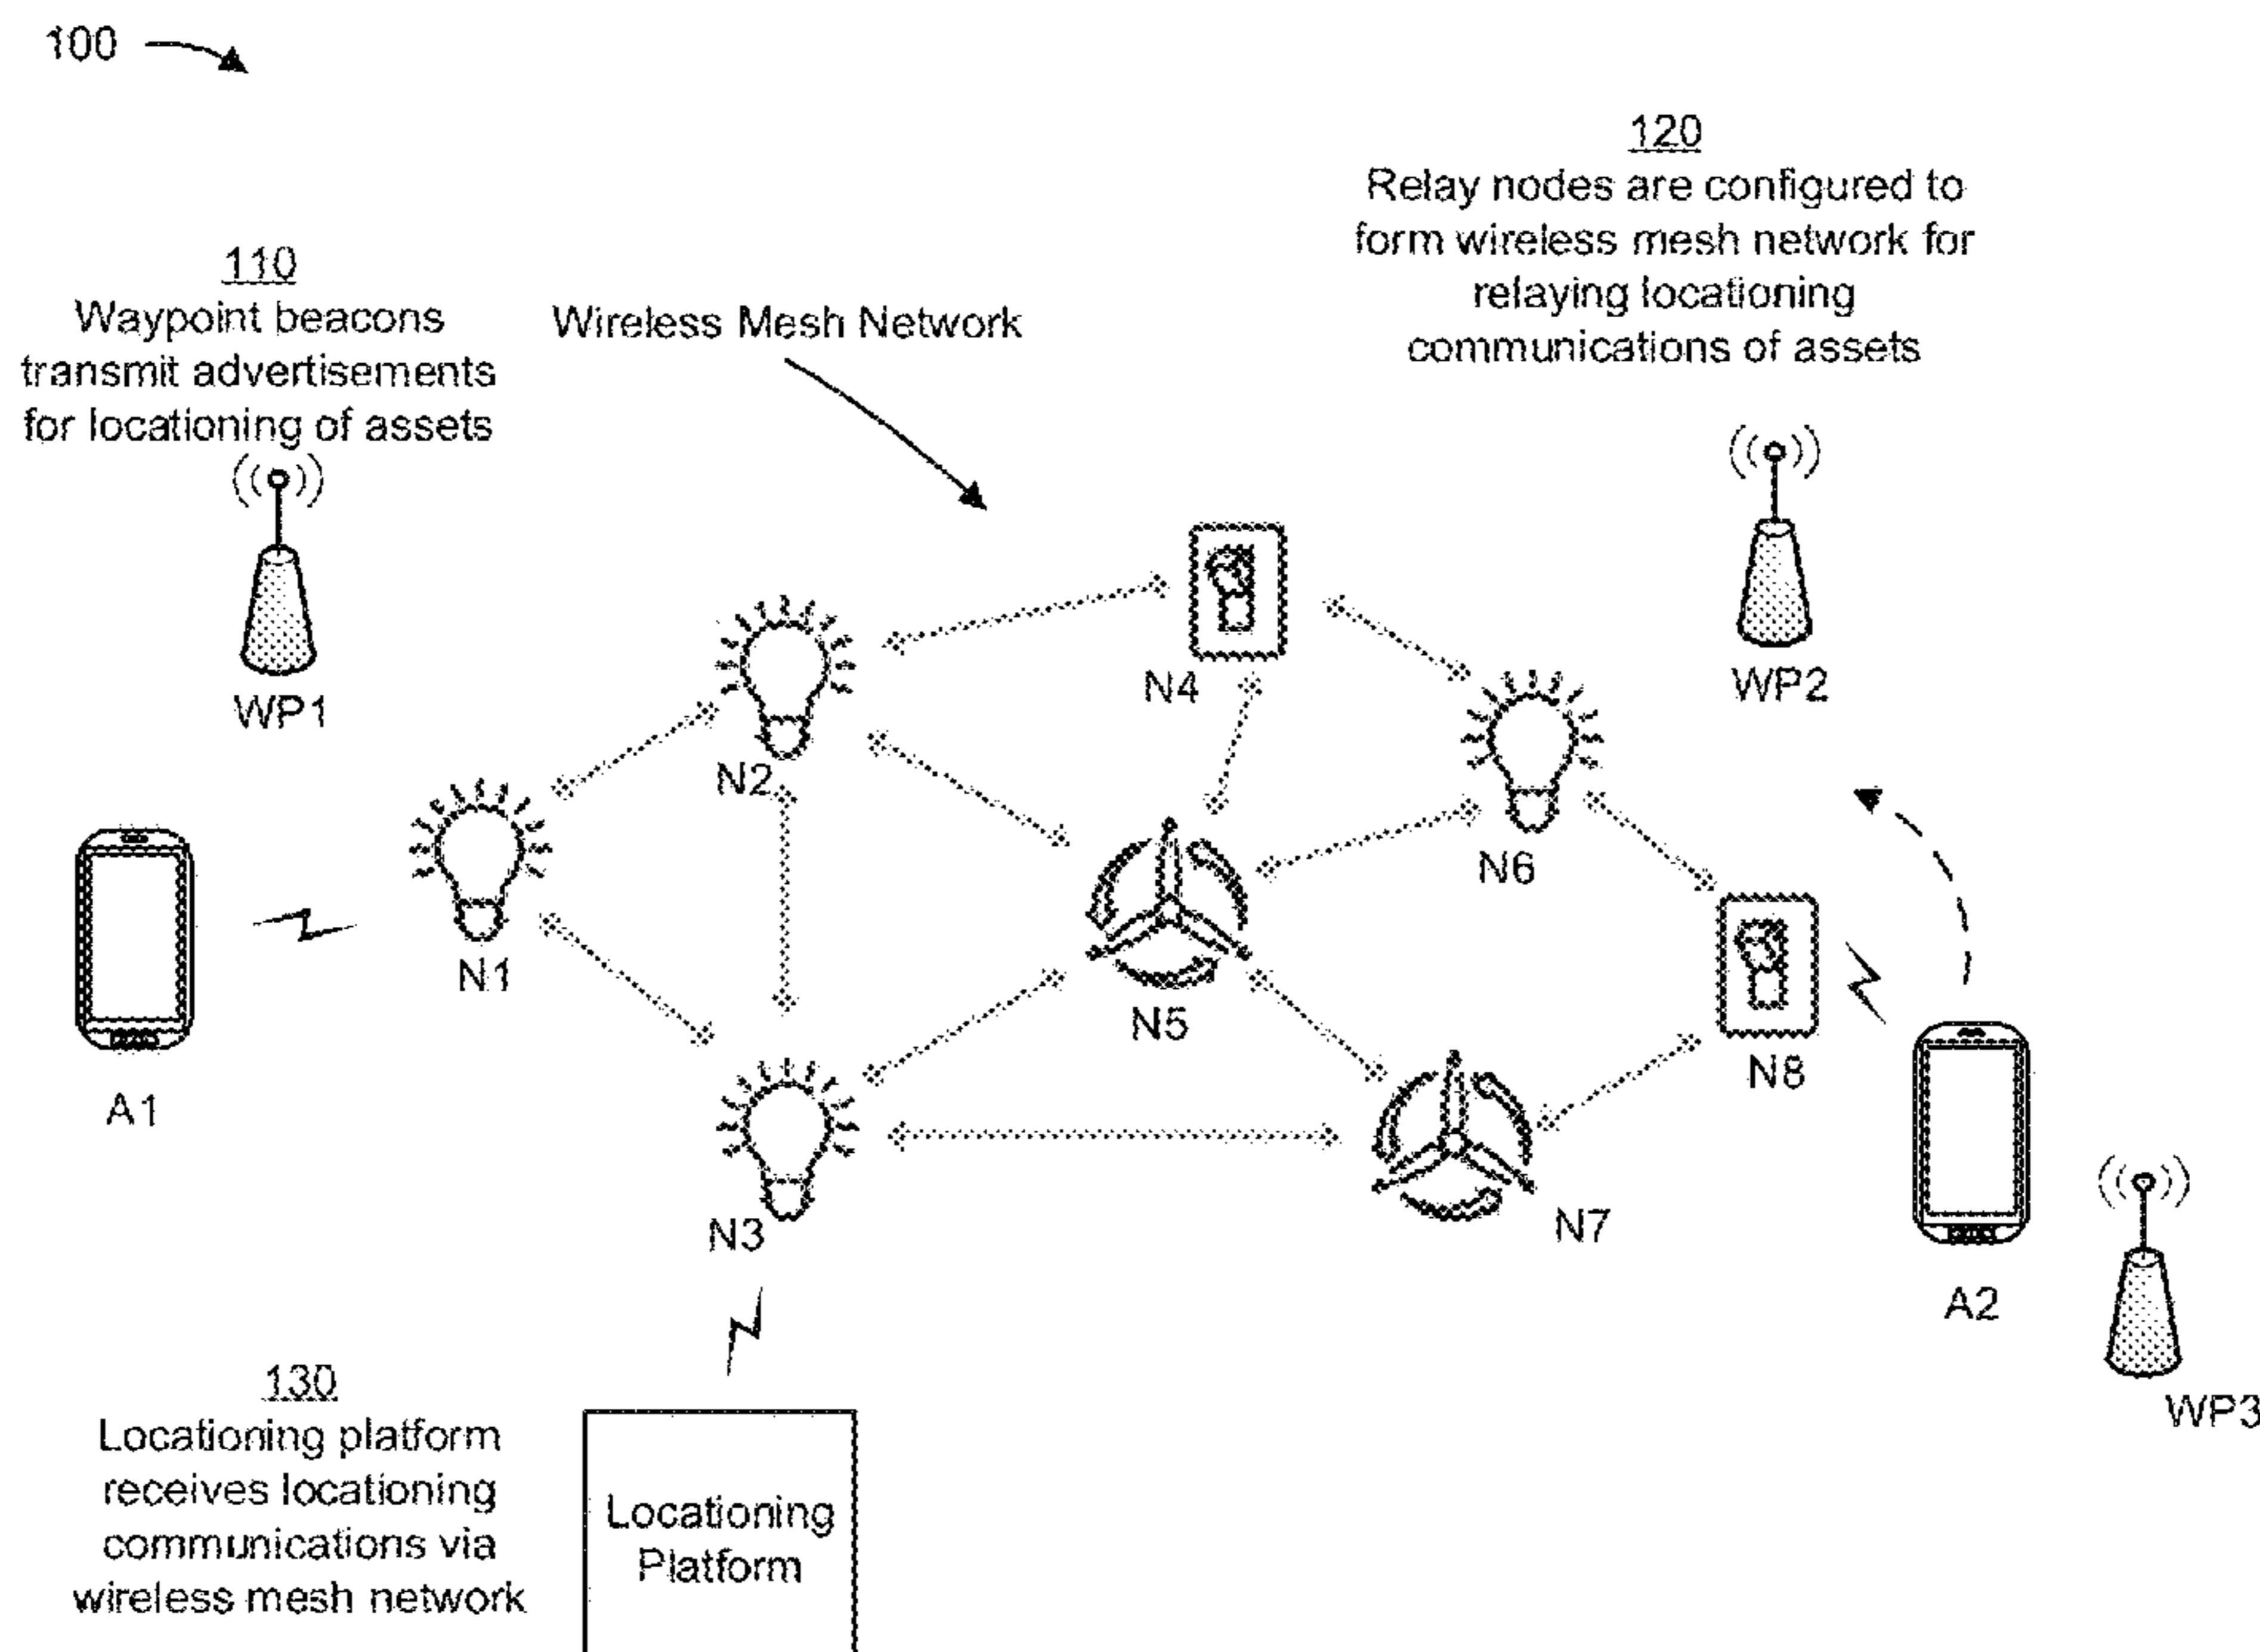 100
120
Relay nodes are configured to
form wireless mesh network for
relaying locationing
communications of assets
110
Waypoint beacons
transmit advertisements
for locationing of assets
Wireless Mesh Network
WP1
WP2
N4
N2
N6
N1
N5
N8
A1
N3
N7
A2
WP3
130
Locationing platform
receives locationing
communications via
wireless mesh network
Locationing
Platform